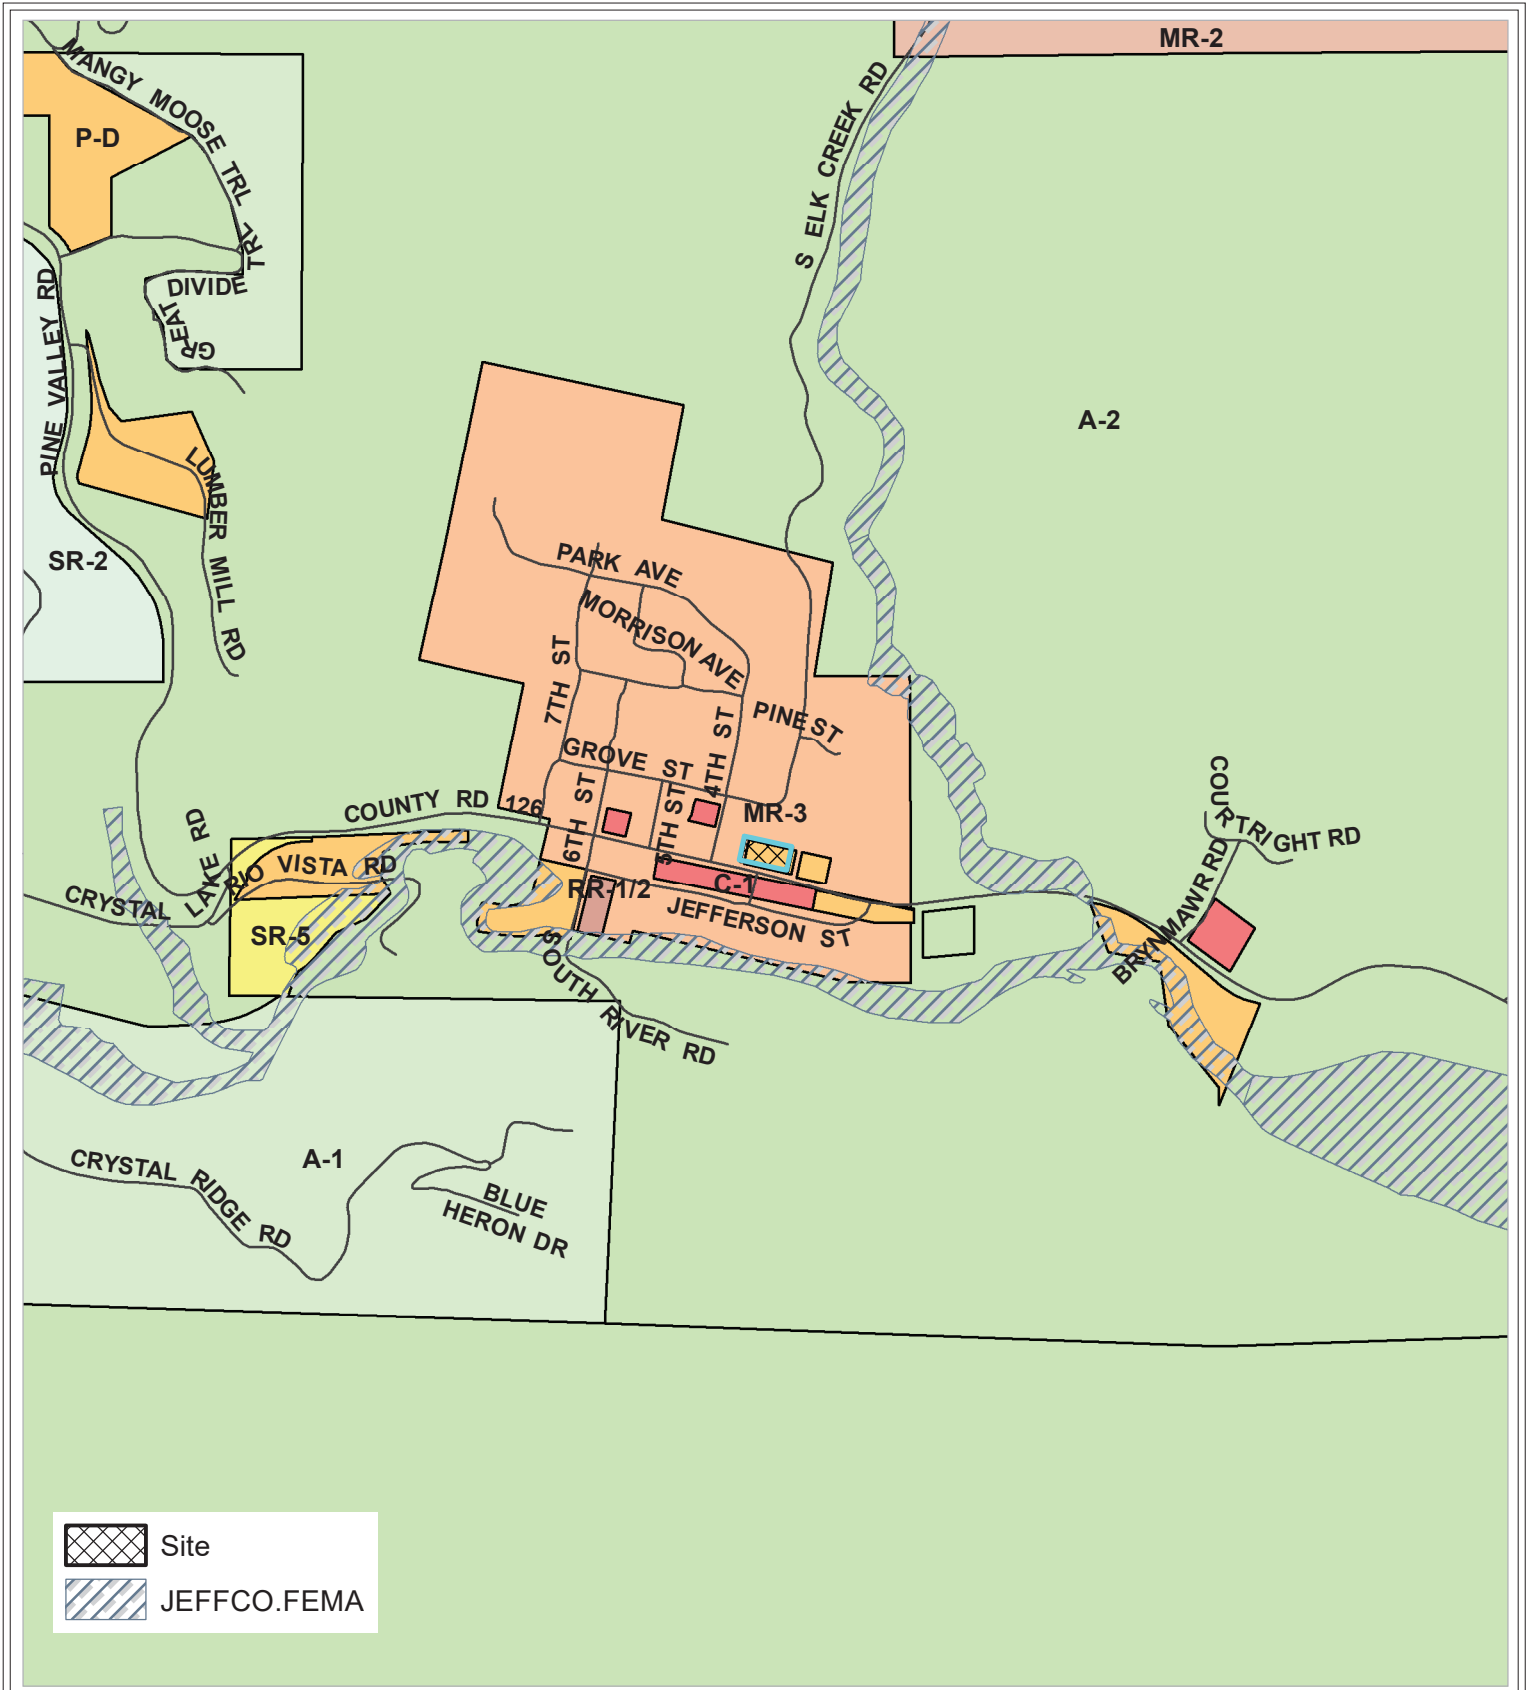 MR-2
MANGY MOOSE TRL
P-D
S ELK CREEK RD
GREAT DIVIDE TRL
PINE VALLEY RD
A-2
LUMBER MILL RD
SR-2
PARK AVE
MORRISON AVE
7TH ST
PINE ST
4TH ST
GROVE ST
COUNTY RD 126
6TH ST
5TH ST
MR-3
COURTRIGHT RD
LAKE RD
CRYSTAL
RIO VISTA RD
RR-1/2
C-1
JEFFERSON ST
BRYNMAWR RD
SR-5
SOUTH RIVER RD
A-1
CRYSTAL RIDGE RD
BLUE
HERON DR
Site
JEFFCO.FEMA